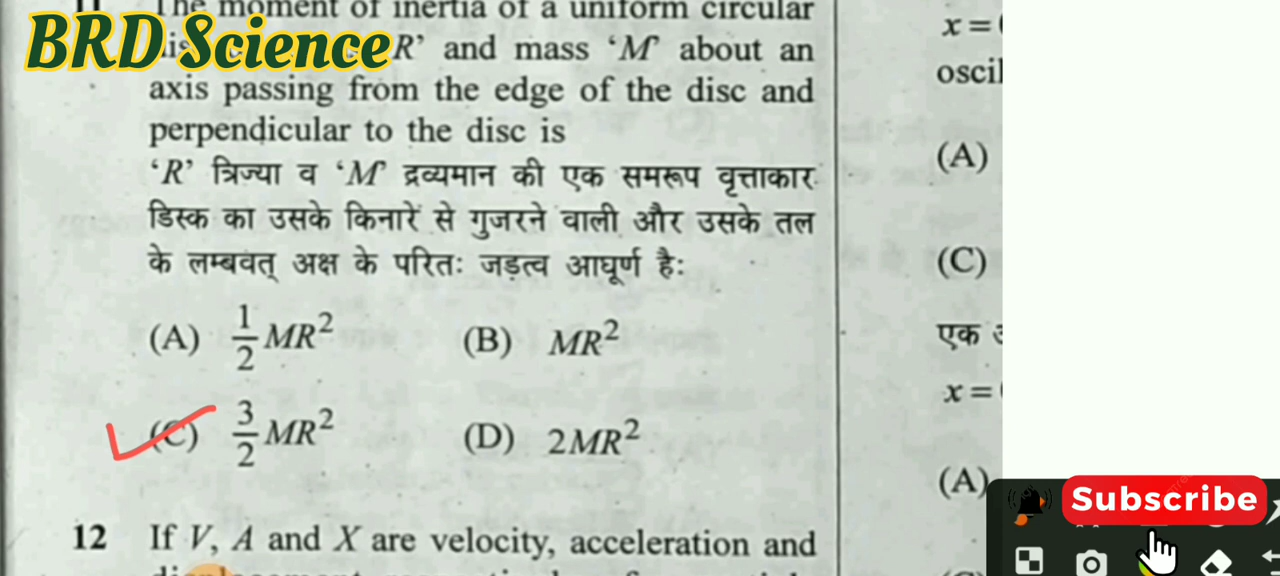 The moment of inertia of a uniform circular
BRD Science
R’ and mass ‘M’ about an
axis passing from the edge of the disc and
perpendicular to the disc is
‘R’ त्रिज्या व ‘M’ द्रव्यमान की एक समरूप वृत्ताकार
डिस्क का उसके किनारें से गुजरने वाली और उसके तल
के लम्बवत् अक्ष के परितः जड़त्व आघूर्ण हैः
(A) 1/2 MR²
(B) MR²
(C) 3/2 MR²
(D) 2MR²
12 If V, A and X are velocity, acceleration and
x =
oscil
(A)
(C)
एक
x =
(A)
Subscribe